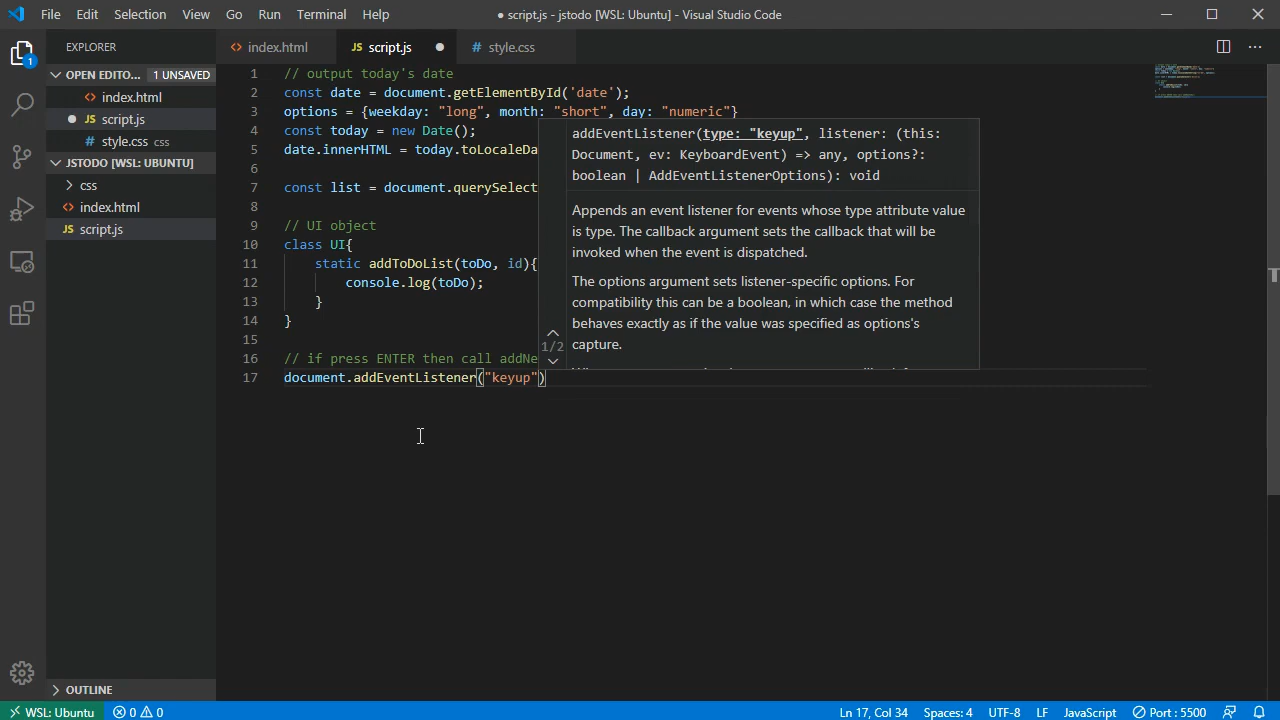 File Edit Selection View Go Run Terminal Help
● script.js - jstodo [WSL: Ubuntu] - Visual Studio Code
EXPLORER
OPEN EDITO... 1 UNSAVED
<> index.html
● JS script.js
# style.css css
JSTODO [WSL: UBUNTU]
css
<> index.html
JS script.js
OUTLINE
1
<> index.html
JS script.js ●
# style.css
1 // output today's date
2 const date = document.getElementById('date');
3 options = {weekday: "long", month: "short", day: "numeric"}
4 const today = new Date();
5 date.innerHTML = today.toLocaleDa
6
7 const list = document.querySelect
8
9 // UI object
10 class UI{
11 static addToDoList(toDo, id){
12 console.log(toDo);
13 }
14 }
15
16 // if press ENTER then call addNe
17 document.addEventListener("keyup")
addEventListener(type: "keyup", listener: (this:
Document, ev: KeyboardEvent) => any, options?:
boolean | AddEventListenerOptions): void
Appends an event listener for events whose type attribute value
is type. The callback argument sets the callback that will be
invoked when the event is dispatched.
The options argument sets listener-specific options. For
compatibility this can be a boolean, in which case the method
behaves exactly as if the value was specified as options's
capture.
1/2
WSL: Ubuntu
0 0
Ln 17, Col 34
Spaces: 4
UTF-8
LF
JavaScript
Port : 5500